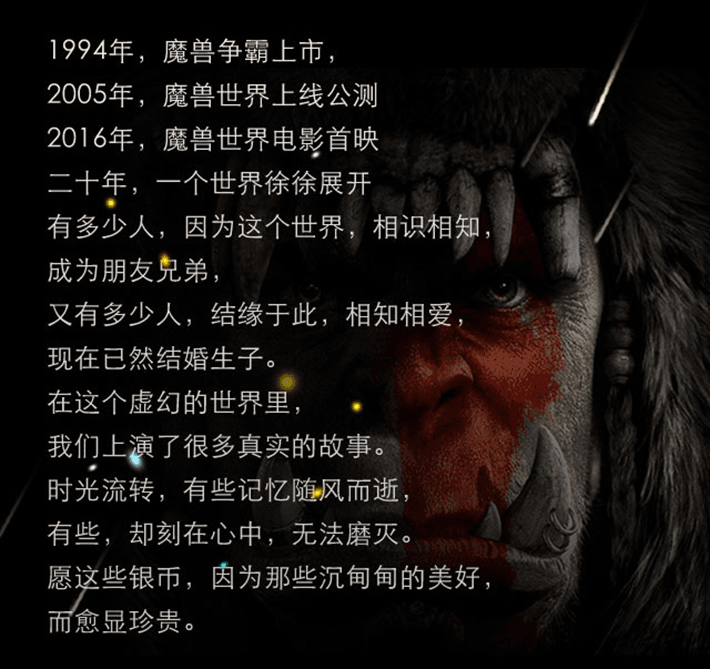 1994年，魔兽争霸上市，
2005年，魔兽世界上线公测
2016年，魔兽世界电影首映
二十年，一个世界徐徐展开
有多少人，因为这个世界，相识相知，
成为朋友兄弟，
又有多少人，结缘于此，相知相爱，
现在已然结婚生子。
在这个虚幻的世界里，
我们上演了很多真实的故事。
时光流转，有些记忆随风而逝，
有些，却刻在心中，无法磨灭。
愿这些银币，因为那些沉甸甸的美好，
而愈显珍贵。